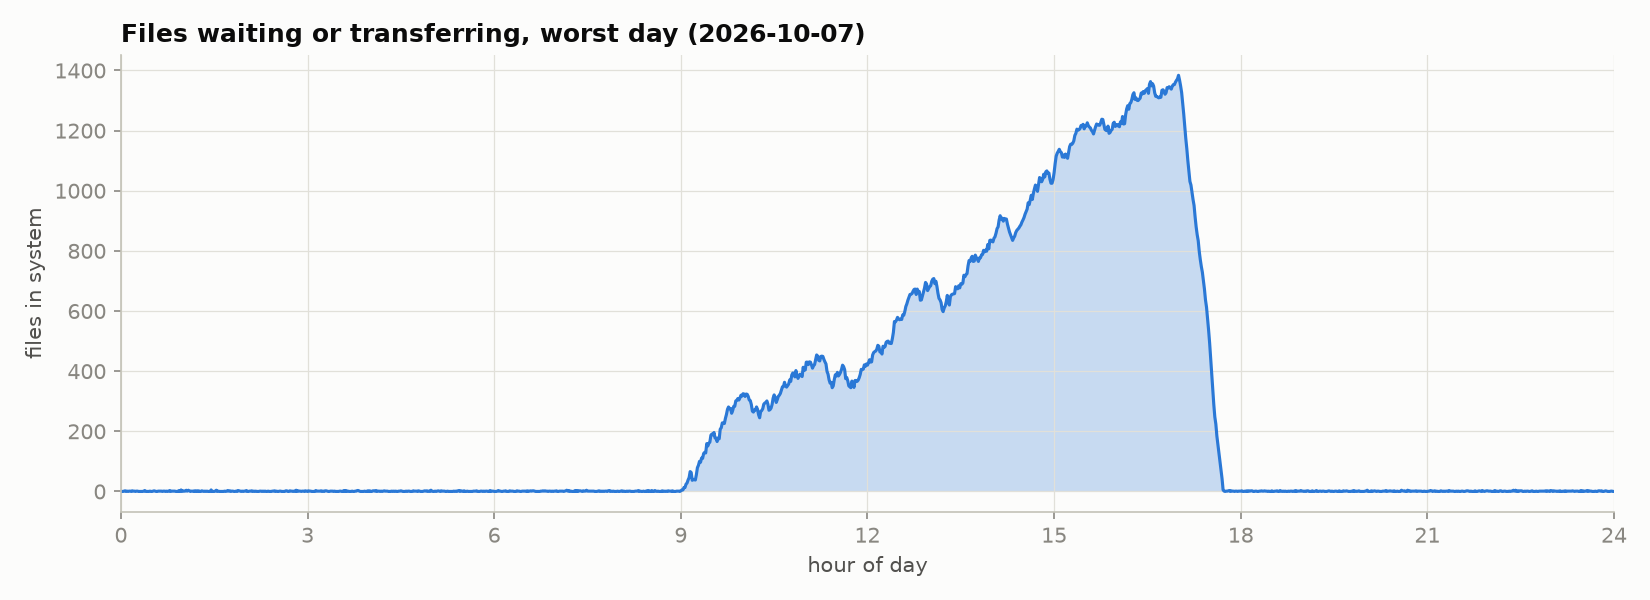 Files waiting or transferring, worst day (2026-10-07)
1400
1200
1000
800
600
400
200
0
files in system
0 3 6 9 12 15 18 21 24
hour of day